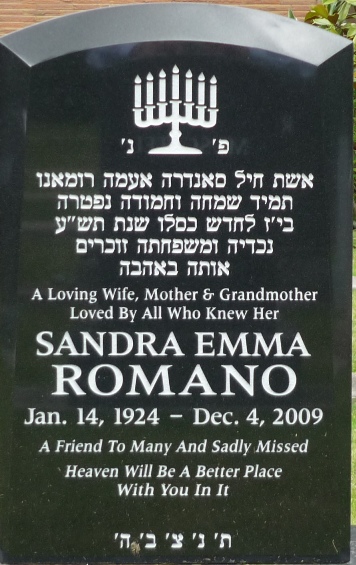 פ׳ נ׳
אשת חיל סאנדרה אעמה רומאנו
תמיד שמחה וחמודה נפטרה
בי״ז לחדש כסלו שנת תש״ע
נכדיה ומשפחתה זוכרים
אותה באהבה
A Loving Wife, Mother & Grandmother
Loved By All Who Knew Her
SANDRA EMMA
ROMANO
Jan. 14, 1924 – Dec. 4, 2009
A Friend To Many And Sadly Missed
Heaven Will Be A Better Place
With You In It
ת׳ נ׳ צ׳ ב׳ ה׳